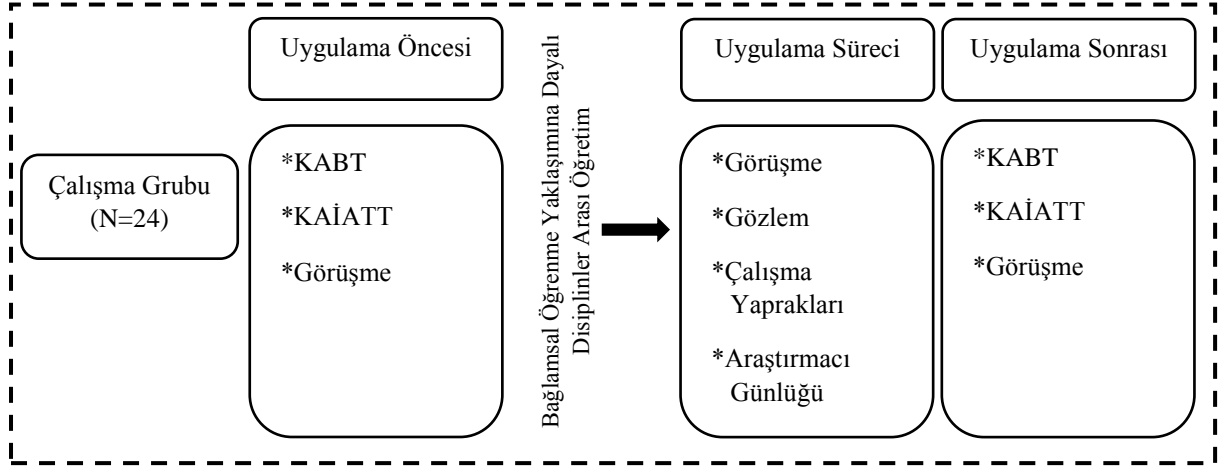 Uygulama Öncesi
Uygulama Süreci
Uygulama Sonrası
Çalışma Grubu
(N=24)
*KABT
*KAİATT
*Görüşme
Bağlamsal Öğrenme Yaklaşımına Dayalı
Disiplinler Arası Öğretim
*Görüşme
*Gözlem
*Çalışma
Yaprakları
*Araştırmacı
Günlüğü
*KABT
*KAİATT
*Görüşme